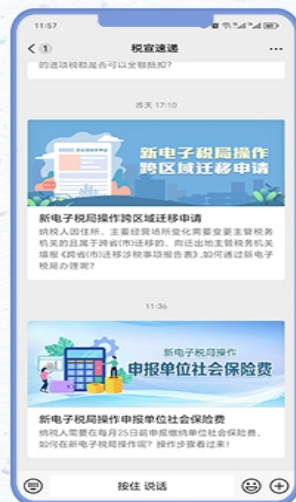 11:57
1
税宣速递
的进项税额是否可以全额抵扣？
昨天 17:10
新电子税局操作
跨区域迁移申请
新电子税局操作跨区域迁移申请
纳税人因住所、主要经营场所变化需要变更主管税务
机关的且属于跨省(市)迁移的，向迁出地主管税务机关
填报《跨省(市)迁移涉税事项报告表》,如何通过新电子
税局办理呢？
11:36
新电子税局操作
申报单位社会保险费
新电子税局操作申报单位社会保险费
纳税人需要在每月25日前申报缴纳单位社会保险费，
如何在新电子税局操作呢？操作步骤看过来！
按住 说话